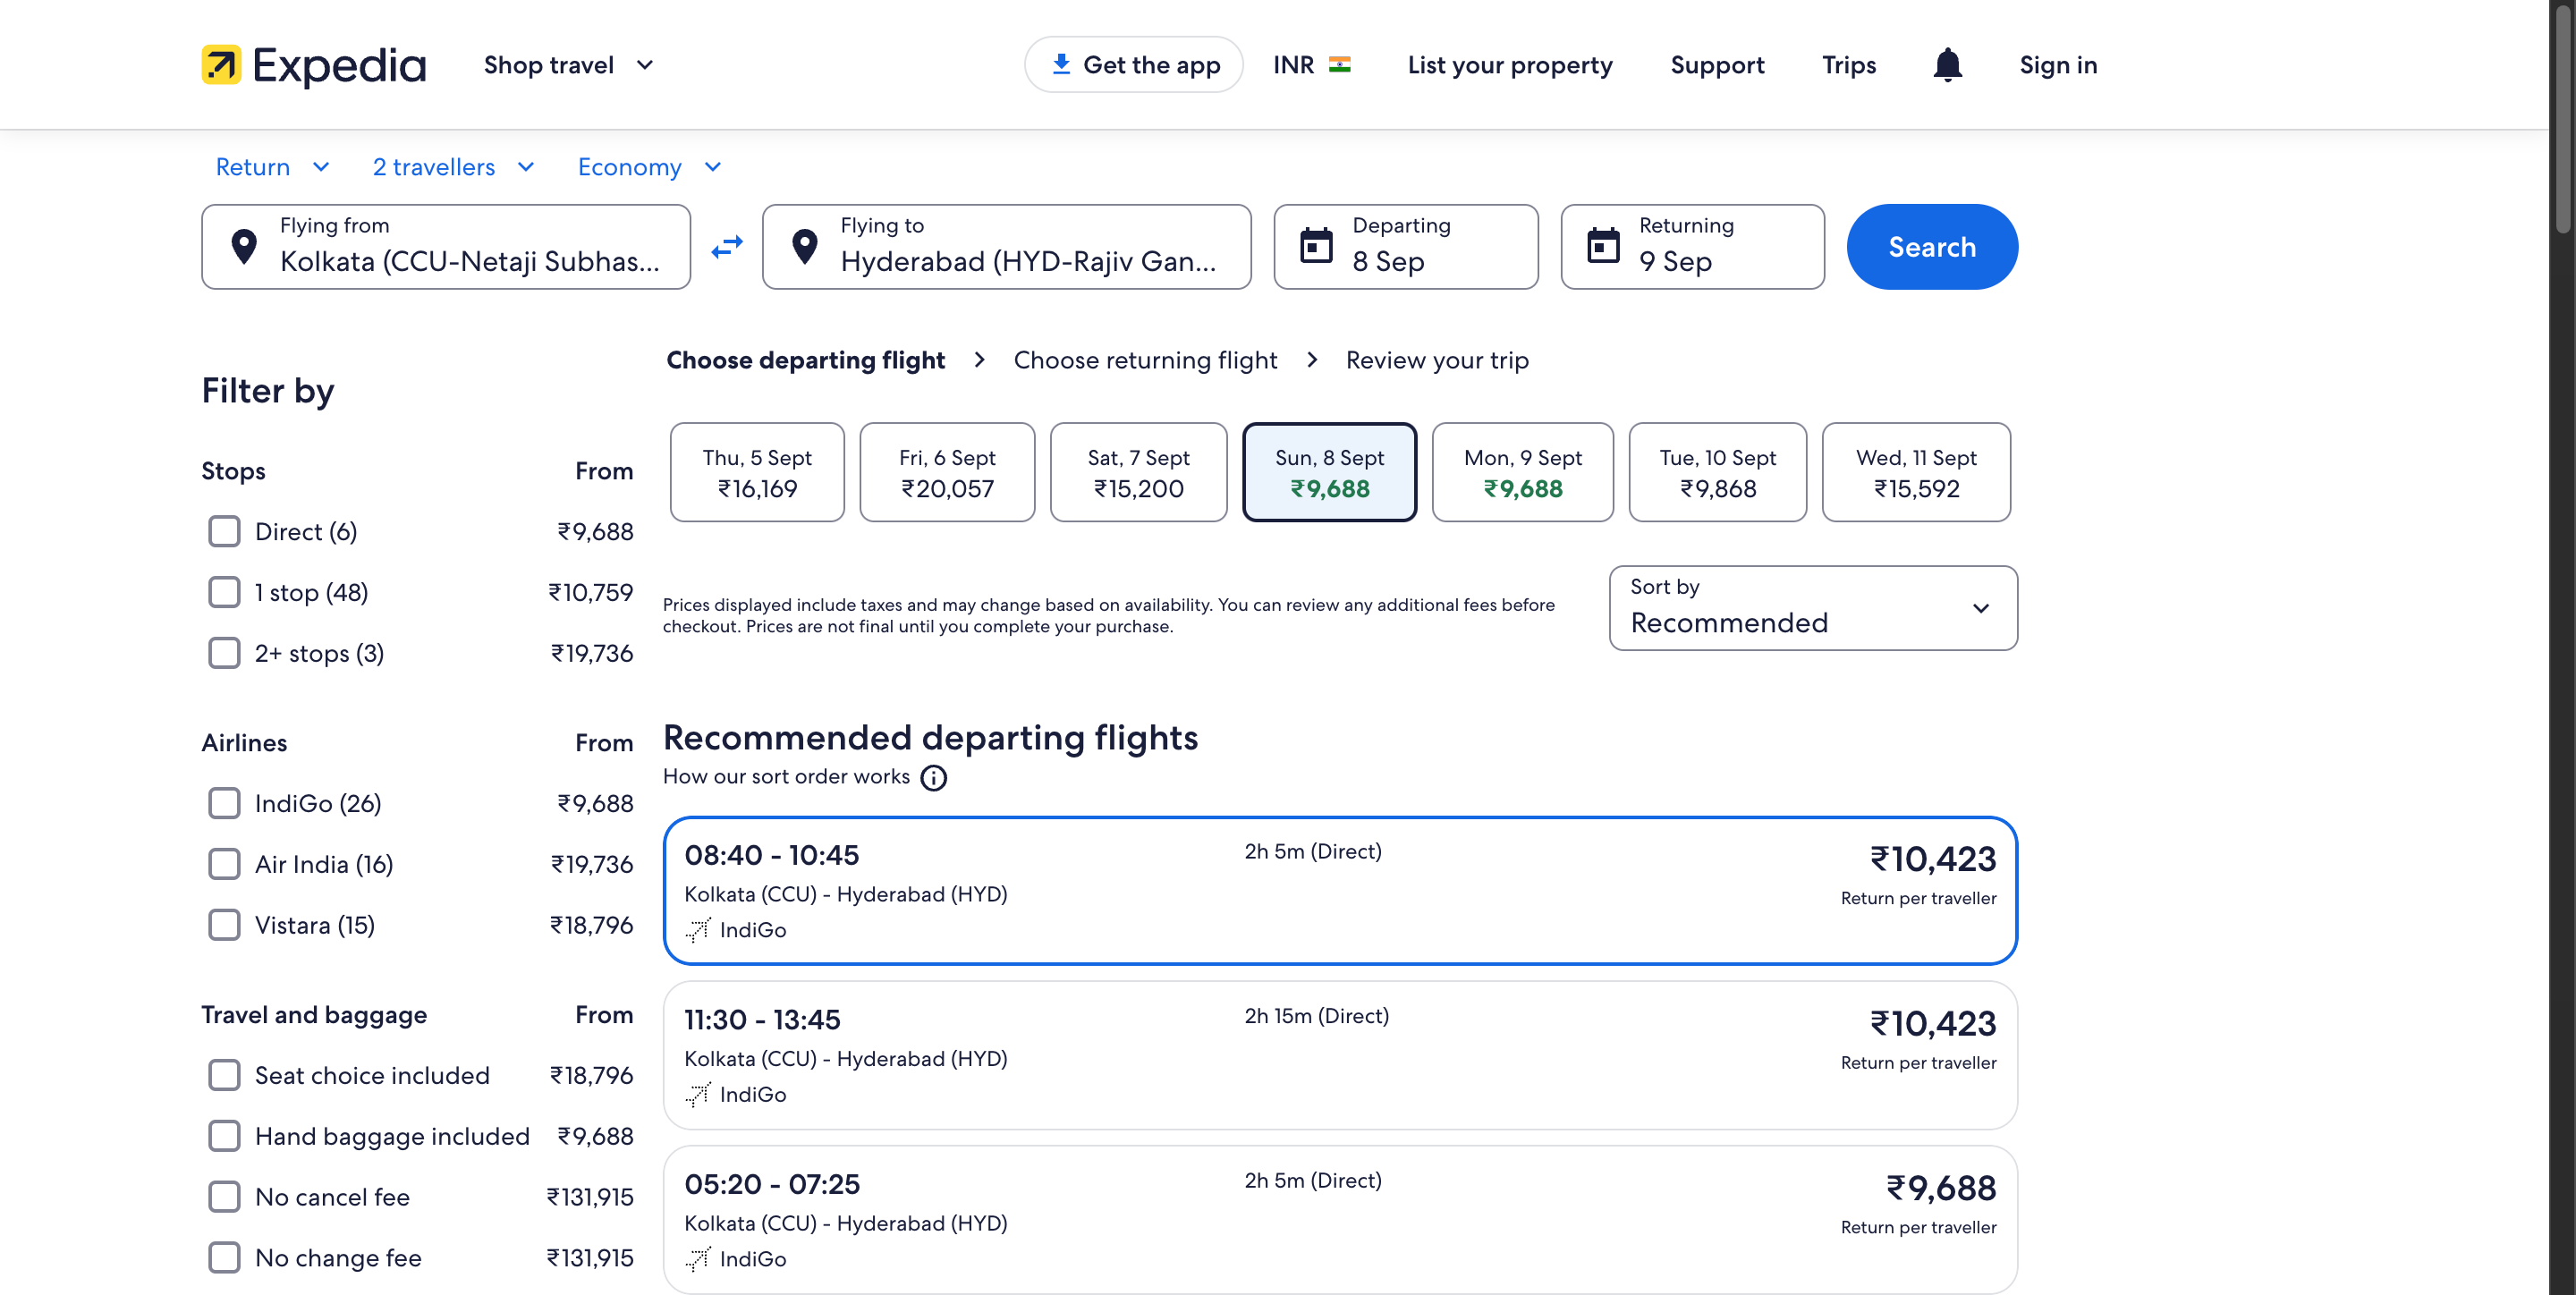 Expedia
Shop travel
Get the app
INR
List your property
Support
Trips
Sign in
Return
2 travellers
Economy
Flying from
Kolkata (CCU-Netaji Subhas...
Flying to
Hyderabad (HYD-Rajiv Gan...
Departing
8 Sep
Returning
9 Sep
Search
Choose departing flight
Choose returning flight
Review your trip
Filter by
Stops From
Direct (6) ₹9,688
1 stop (48) ₹10,759
2+ stops (3) ₹19,736
Airlines From
IndiGo (26) ₹9,688
Air India (16) ₹19,736
Vistara (15) ₹18,796
Travel and baggage From
Seat choice included ₹18,796
Hand baggage included ₹9,688
No cancel fee ₹131,915
No change fee ₹131,915
Thu, 5 Sept
₹16,169
Fri, 6 Sept
₹20,057
Sat, 7 Sept
₹15,200
Sun, 8 Sept
₹9,688
Mon, 9 Sept
₹9,688
Tue, 10 Sept
₹9,868
Wed, 11 Sept
₹15,592
Prices displayed include taxes and may change based on availability. You can review any additional fees before
checkout. Prices are not final until you complete your purchase.
Sort by
Recommended
Recommended departing flights
How our sort order works
08:40 - 10:45
Kolkata (CCU) - Hyderabad (HYD)
IndiGo
2h 5m (Direct)
₹10,423
Return per traveller
11:30 - 13:45
Kolkata (CCU) - Hyderabad (HYD)
IndiGo
2h 15m (Direct)
₹10,423
Return per traveller
05:20 - 07:25
Kolkata (CCU) - Hyderabad (HYD)
IndiGo
2h 5m (Direct)
₹9,688
Return per traveller